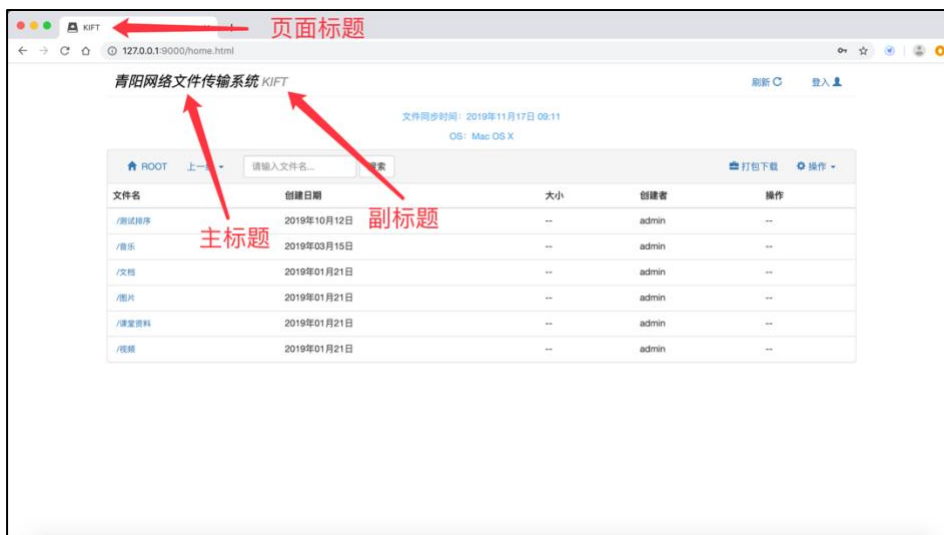 KIFT
页面标题
127.0.0.1:9000/home.html
青阳网络文件传输系统 KIFT
刷新 登入
文件同步时间：2019年11月17日 09:11
OS：Mac OS X
ROOT 上一 请输入文件名... 索 打包下载 操作
文件名 创建日期 大小 创建者 操作
/测试排序 2019年10月12日 -- admin --
副标题
主标题
/音乐 2019年03月15日 -- admin --
/文档 2019年01月21日 -- admin --
/图片 2019年01月21日 -- admin --
/课堂资料 2019年01月21日 -- admin --
/视频 2019年01月21日 -- admin --